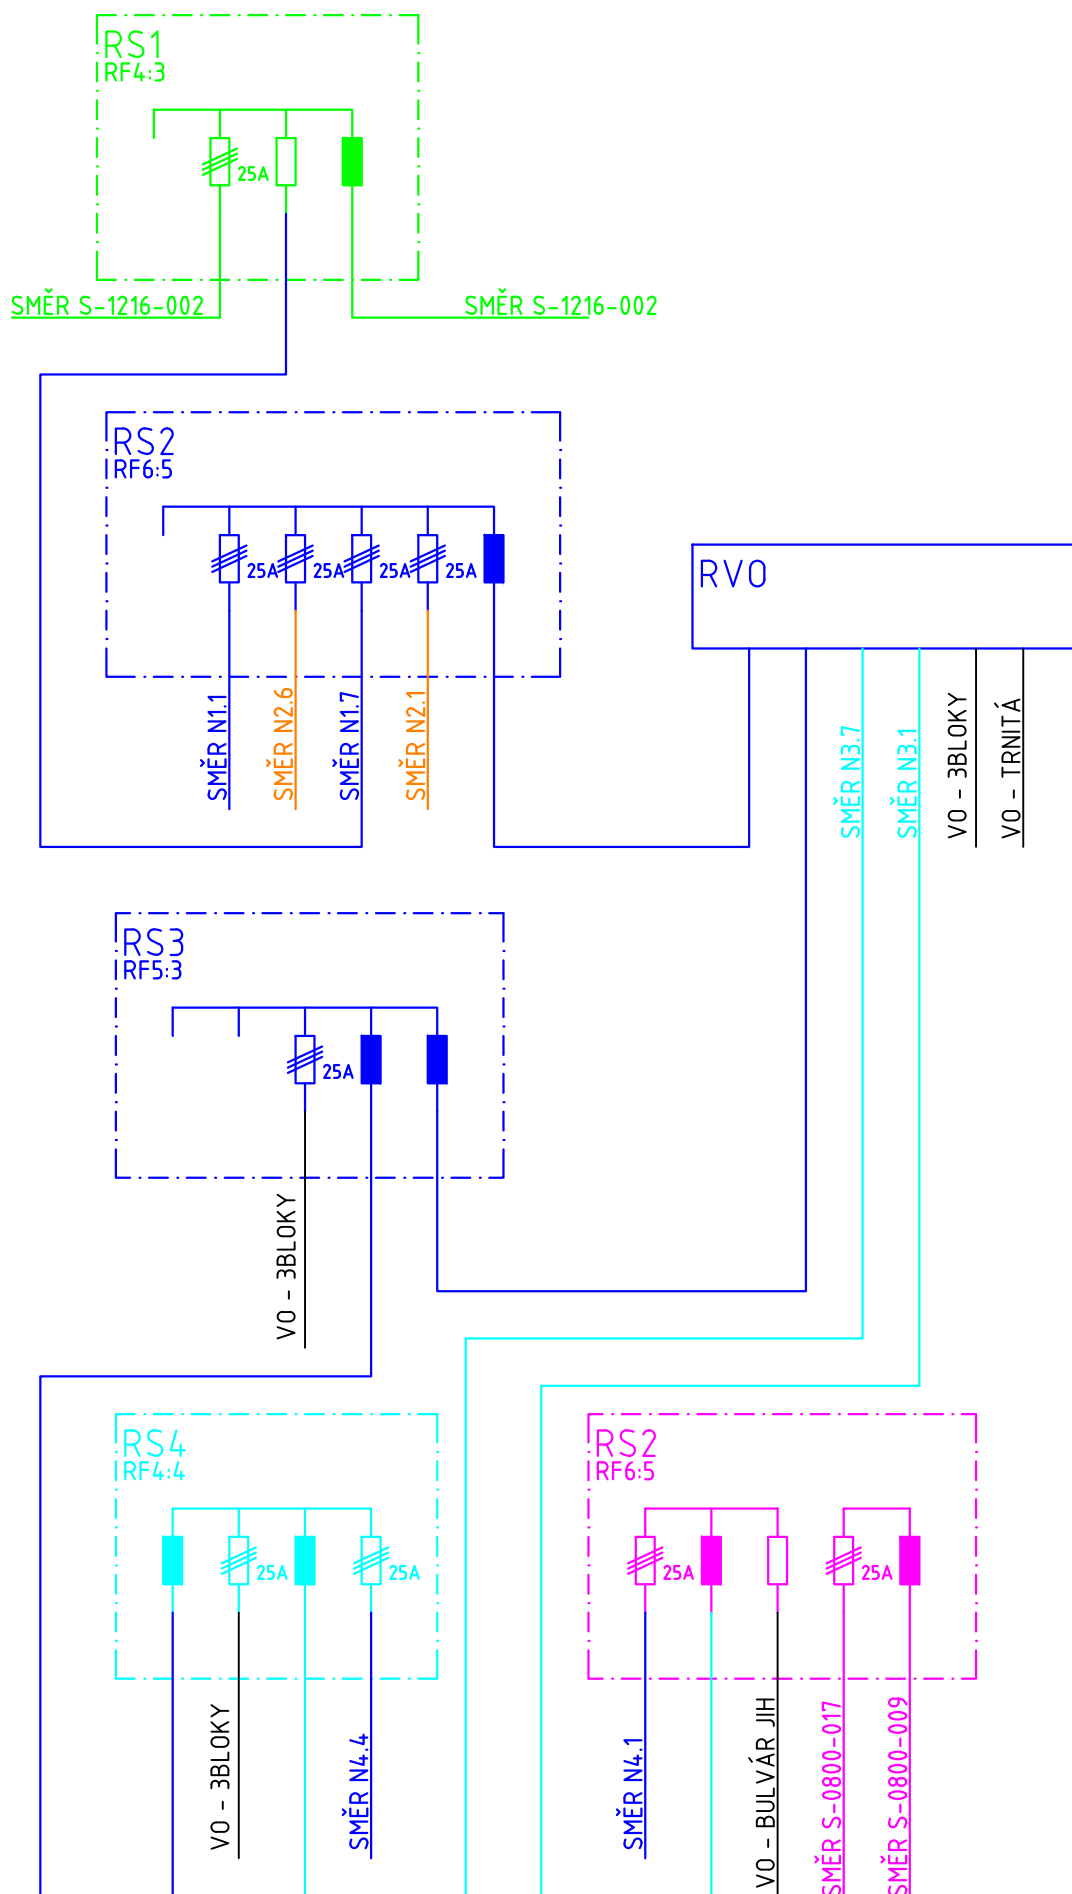 RS1
RF4:3
25A
SMĚR S-1216-002
SMĚR S-1216-002
RS2
RF6:5
25A
25A
25A
25A
RVO
SMĚR N1.1
SMĚR N2.6
SMĚR N1.7
SMĚR N2.1
SMĚR N3.7
SMĚR N3.1
VO - 3BLOKY
VO - TRNITÁ
RS3
RF5:3
25A
VO - 3BLOKY
RS4
RF4:4
25A
25A
RS2
RF6:5
25A
25A
VO - 3BLOKY
SMĚR N4.4
SMĚR N4.1
VO - BULVÁR JIH
SMĚR S-0800-017
SMĚR S-0800-009